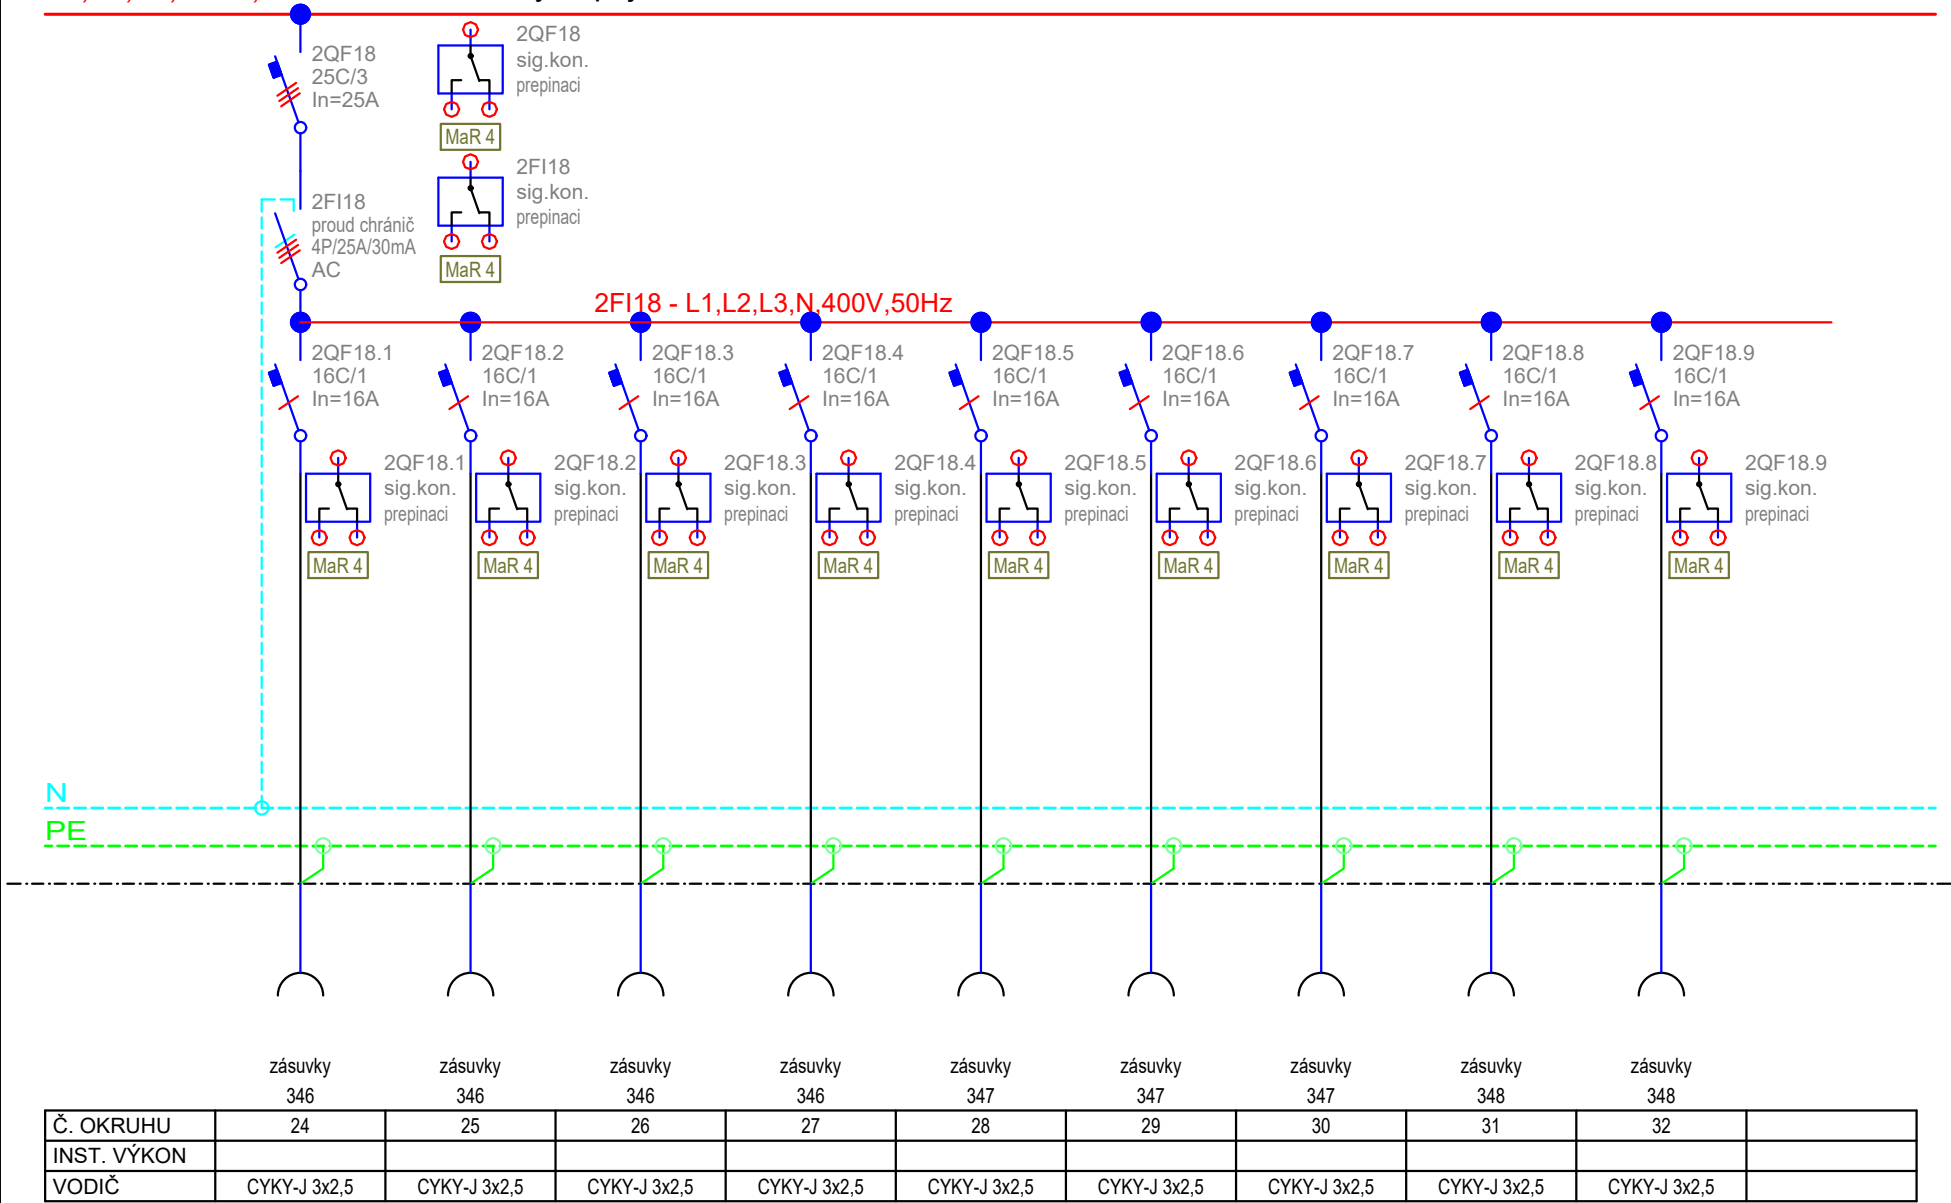 2QF18
25C/3
In=25A
2QF18
sig.kon.
prepinaci
MaR 4
2FI18
proud chránič
4P/25A/30mA
AC
2FI18
sig.kon.
prepinaci
MaR 4
2FI18 - L1,L2,L3,N,400V,50Hz
2QF18.1
16C/1
In=16A
2QF18.2
16C/1
In=16A
2QF18.3
16C/1
In=16A
2QF18.4
16C/1
In=16A
2QF18.5
16C/1
In=16A
2QF18.6
16C/1
In=16A
2QF18.7
16C/1
In=16A
2QF18.8
16C/1
In=16A
2QF18.9
16C/1
In=16A
2QF18.1
sig.kon.
prepinaci
MaR 4
2QF18.2
sig.kon.
prepinaci
MaR 4
2QF18.3
sig.kon.
prepinaci
MaR 4
2QF18.4
sig.kon.
prepinaci
MaR 4
2QF18.5
sig.kon.
prepinaci
MaR 4
2QF18.6
sig.kon.
prepinaci
MaR 4
2QF18.7
sig.kon.
prepinaci
MaR 4
2QF18.8
sig.kon.
prepinaci
MaR 4
2QF18.9
sig.kon.
prepinaci
MaR 4
N
PE
zásuvky zásuvky zásuvky zásuvky zásuvky zásuvky zásuvky zásuvky zásuvky
346 346 346 346 347 347 347 348 348
Č. OKRUHU 24 25 26 27 28 29 30 31 32
INST. VÝKON
VODIČ CYKY-J 3x2,5 CYKY-J 3x2,5 CYKY-J 3x2,5 CYKY-J 3x2,5 CYKY-J 3x2,5 CYKY-J 3x2,5 CYKY-J 3x2,5 CYKY-J 3x2,5 CYKY-J 3x2,5